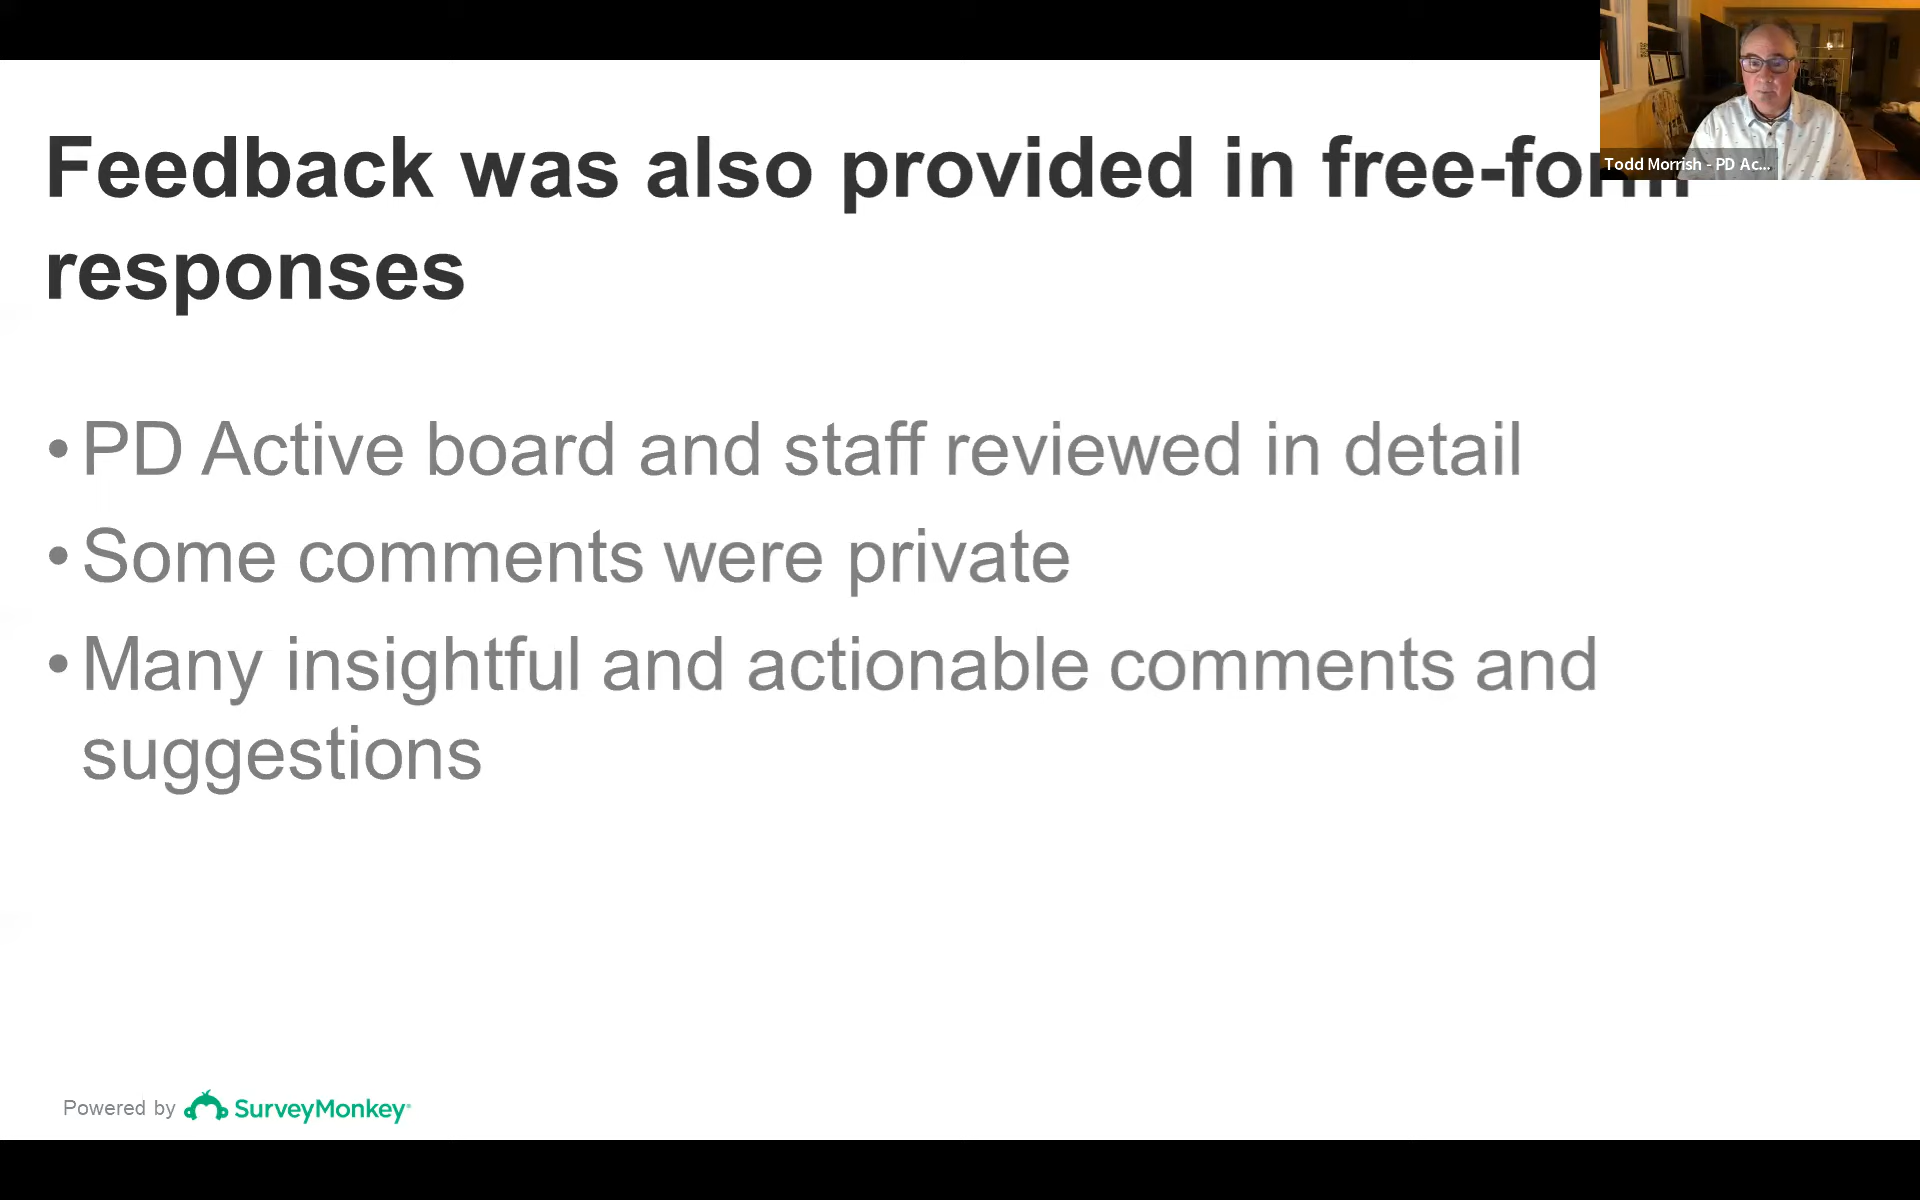 Feedback was also provided in free-form
responses
Todd Morrish - PD Ac...
• PD Active board and staff reviewed in detail
• Some comments were private
• Many insightful and actionable comments and
suggestions
Powered by SurveyMonkey